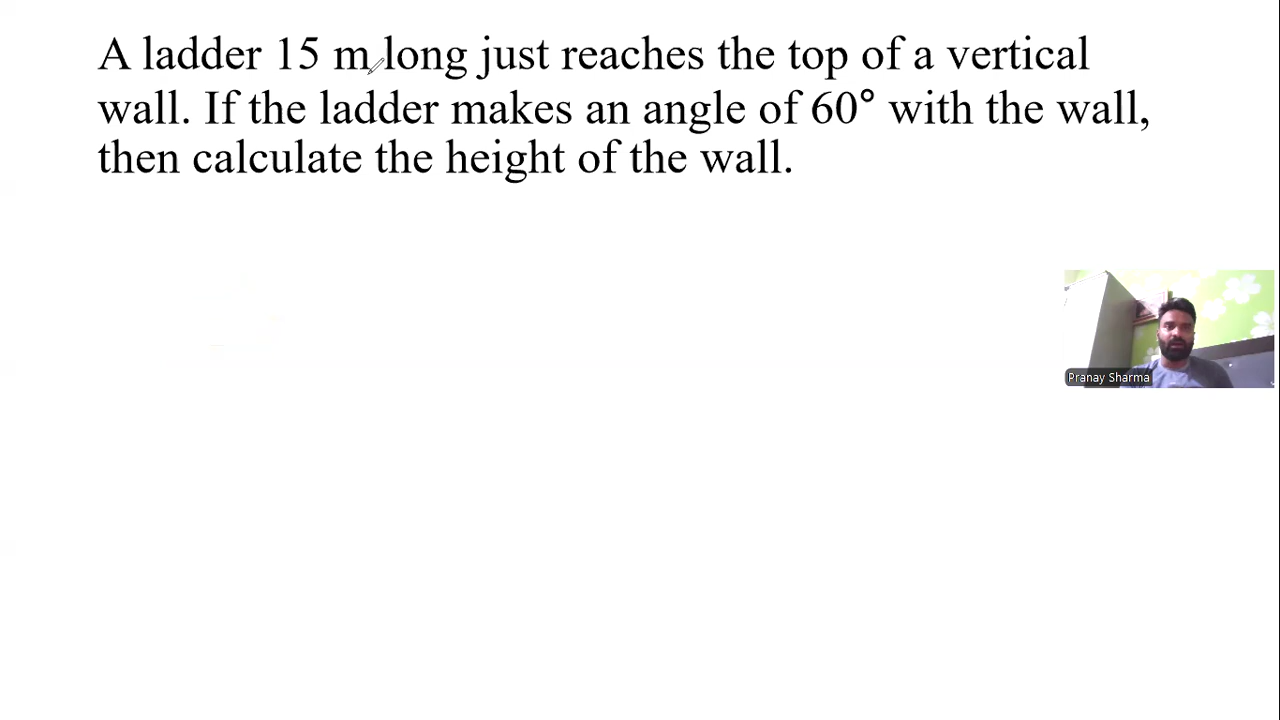 A ladder 15 m long just reaches the top of a vertical
wall. If the ladder makes an angle of 60° with the wall,
then calculate the height of the wall.
Pranay Sharma